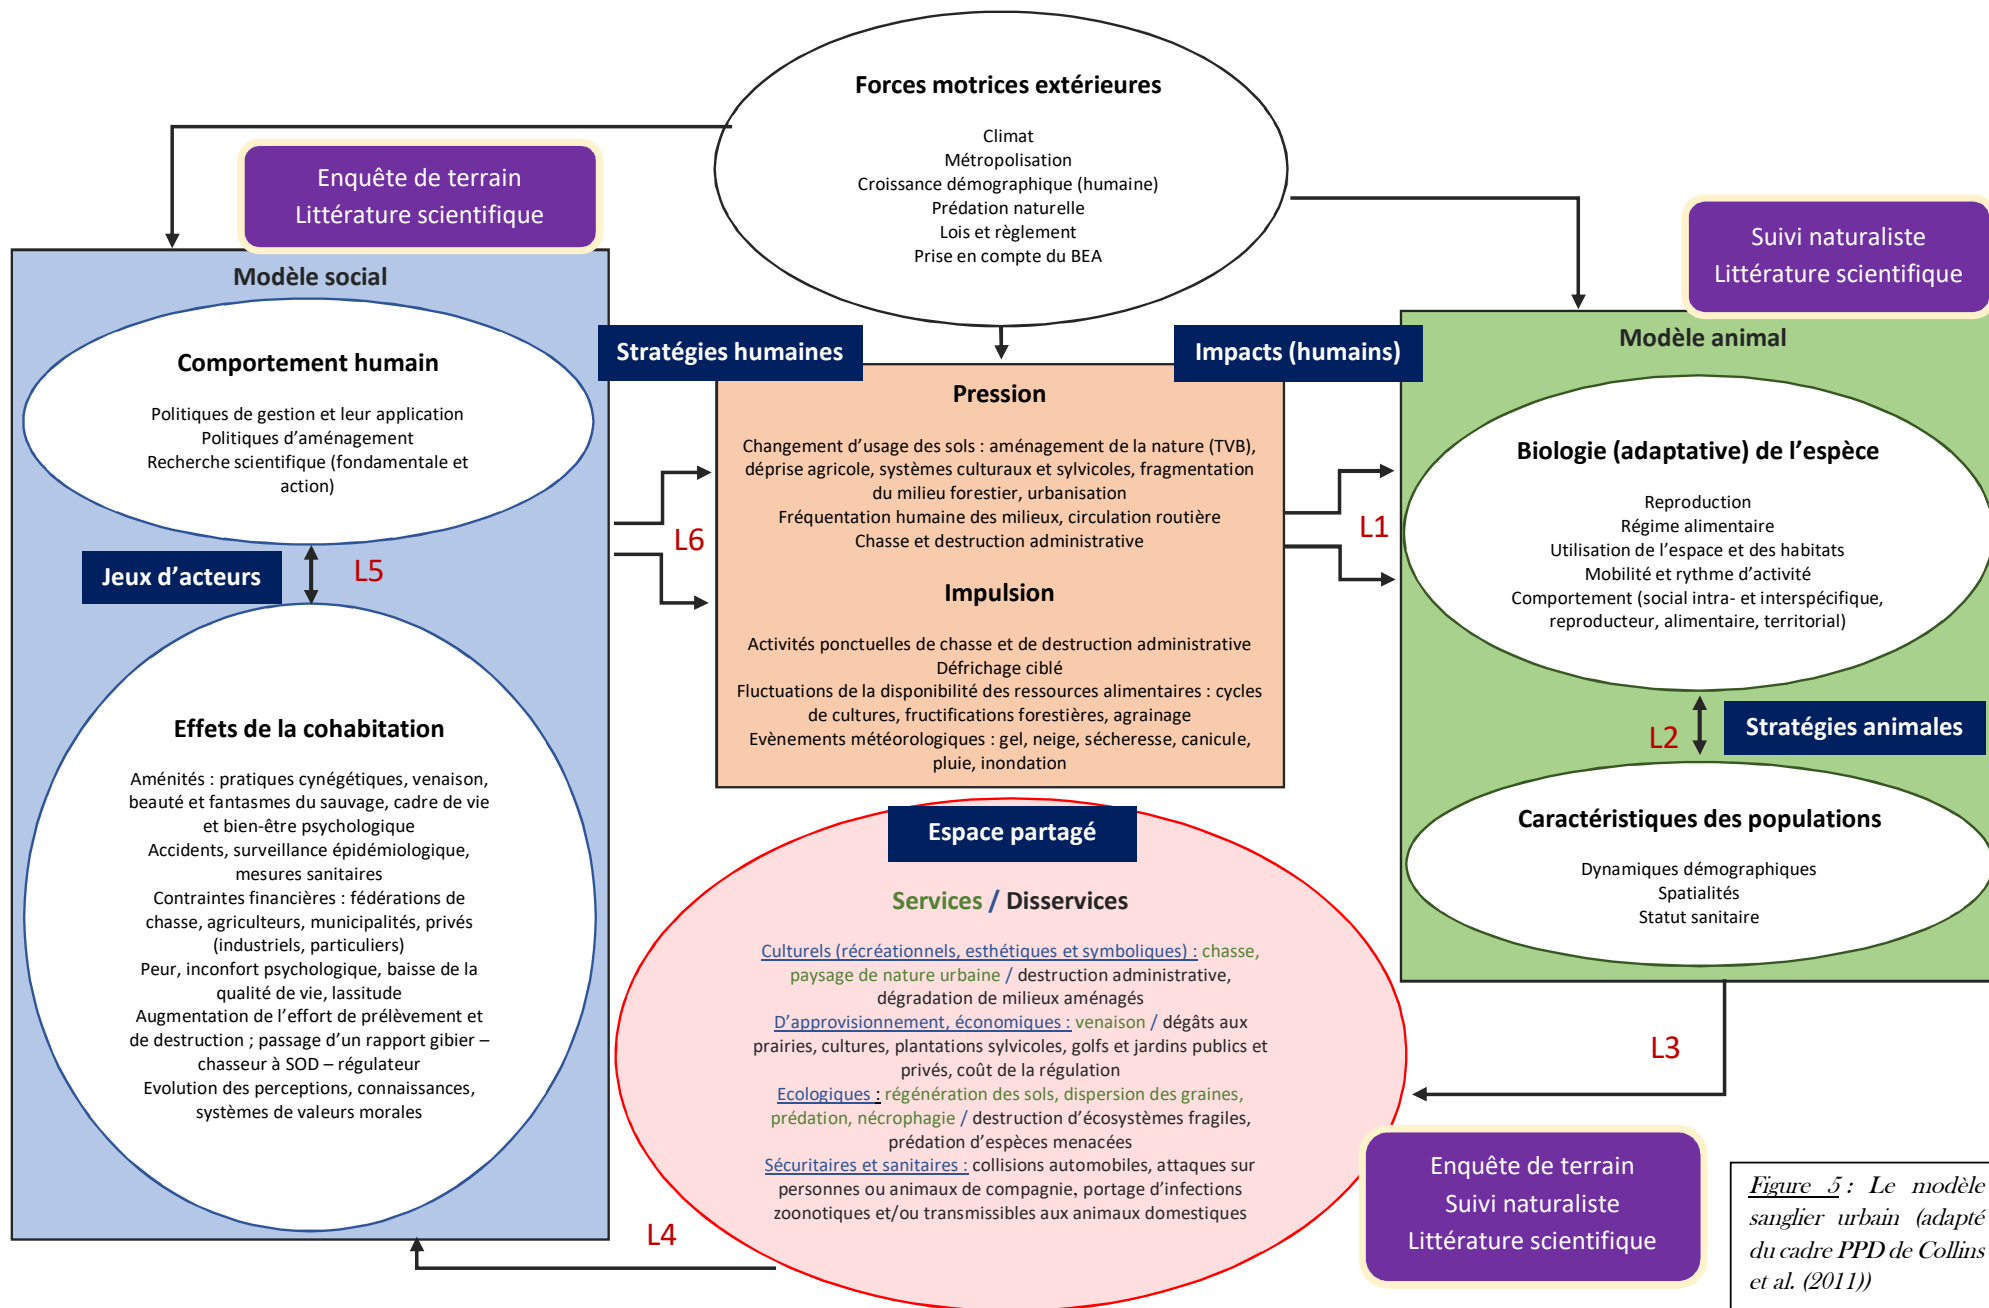 Forces motrices extérieures
Climat
Métropolisation
Croissance démographique (humaine)
Prédation naturelle
Lois et règlement
Prise en compte du BEA
Enquête de terrain
Littérature scientifique
Suivi naturaliste
Littérature scientifique
Modèle social
Comportement humain
Politiques de gestion et leur application
Politiques d’aménagement
Recherche scientifique (fondamentale et
action)
Jeux d’acteurs
L5
Effets de la cohabitation
Aménités : pratiques cynégétiques, venaison,
beauté et fantasmes du sauvage, cadre de vie
et bien-être psychologique
Accidents, surveillance épidémiologique,
mesures sanitaires
Contraintes financières : fédérations de
chasse, agriculteurs, municipalités, privés
(industriels, particuliers)
Peur, inconfort psychologique, baisse de la
qualité de vie, lassitude
Augmentation de l’effort de prélèvement et
de destruction ; passage d’un rapport gibier –
chasseur à SOD – régulateur
Evolution des perceptions, connaissances,
systèmes de valeurs morales
Stratégies humaines
L6
Impacts (humains)
L1
Pression
Changement d’usage des sols : aménagement de la nature (TVB),
déprise agricole, systèmes culturaux et sylvicoles, fragmentation
du milieu forestier, urbanisation
Fréquentation humaine des milieux, circulation routière
Chasse et destruction administrative
Impulsion
Activités ponctuelles de chasse et de destruction administrative
Défrichage ciblé
Fluctuations de la disponibilité des ressources alimentaires : cycles
de cultures, fructifications forestières, agrainage
Evènements météorologiques : gel, neige, sécheresse, canicule,
pluie, inondation
Modèle animal
Biologie (adaptative) de l’espèce
Reproduction
Régime alimentaire
Utilisation de l’espace et des habitats
Mobilité et rythme d’activité
Comportement (social intra- et interspécifique,
reproducteur, alimentaire, territorial)
L2
Stratégies animales
Caractéristiques des populations
Dynamiques démographiques
Spatialités
Statut sanitaire
L3
Espace partagé
Services / Disservices
Culturels (récréationnels, esthétiques et symboliques) : chasse,
paysage de nature urbaine / destruction administrative,
dégradation de milieux aménagés
D’approvisionnement, économiques : venaison / dégâts aux
prairies, cultures, plantations sylvicoles, golfs et jardins publics et
privés, coût de la régulation
Ecologiques : régénération des sols, dispersion des graines,
prédation, nécrophagie / destruction d’écosystèmes fragiles,
prédation d’espèces menacées
Sécuritaires et sanitaires : collisions automobiles, attaques sur
personnes ou animaux de compagnie, portage d’infections
zoonotiques et/ou transmissibles aux animaux domestiques
L4
Enquête de terrain
Suivi naturaliste
Littérature scientifique
Figure 5 : Le modèle
sanglier urbain (adapté
du cadre PPD de Collins
et al. (2011))